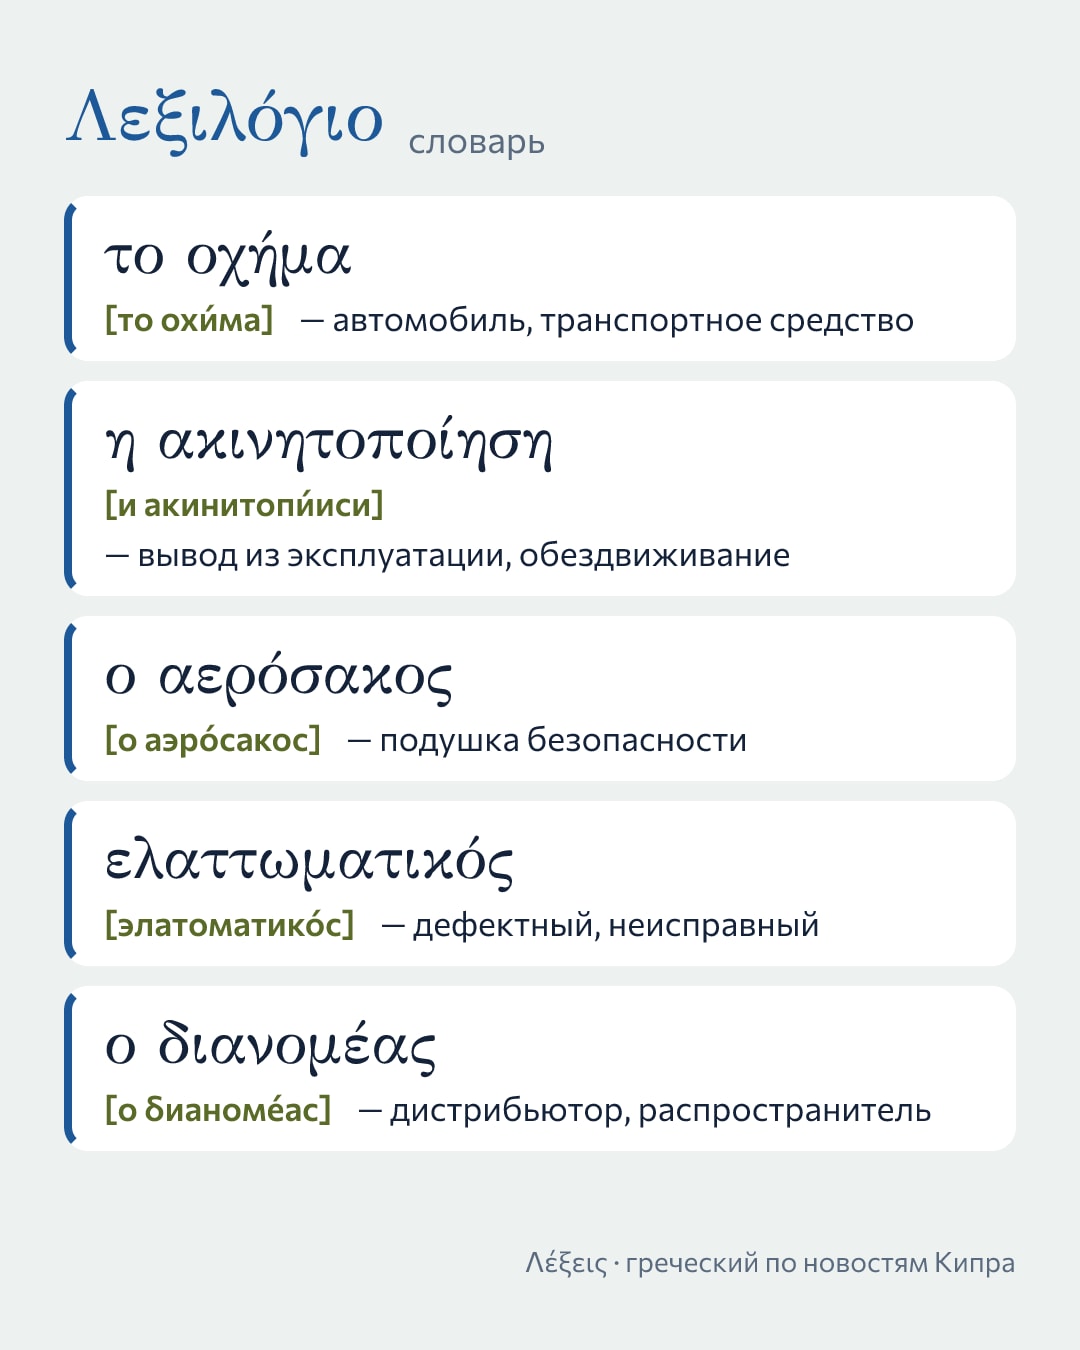 Λεξιλόγιο словарь
το οχήμα
[то охи́ма] — автомобиль, транспортное средство
η ακινητοποίηση
[и акинитопи́иси]
— вывод из эксплуатации, обездвиживание
ο αερόσακος
[о аэро́сакос] — подушка безопасности
ελαττωματικός
[элатоматико́с] — дефектный, неисправный
ο διανομέας
[о δианоме́ас] — дистрибьютор, распространитель
Λέξεις · греческий по новостям Кипра